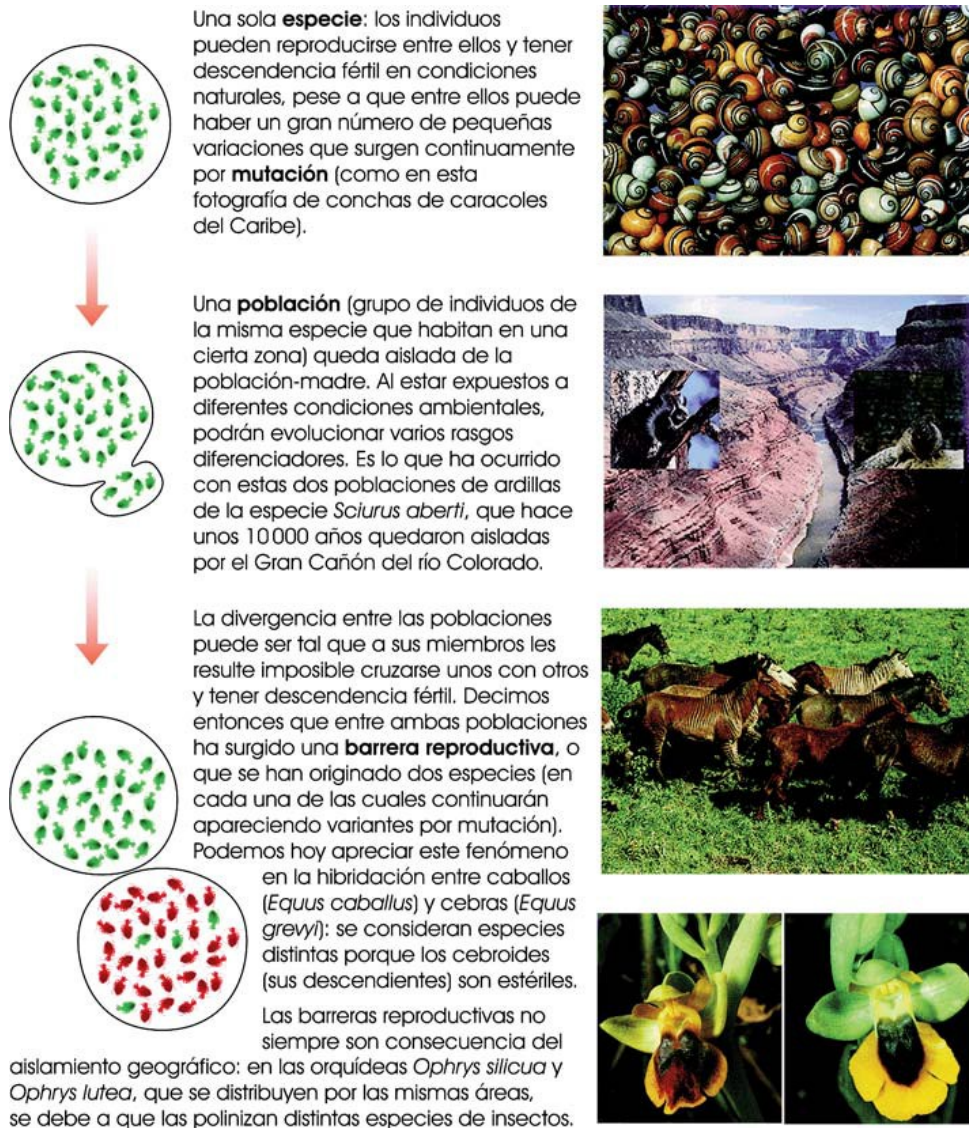 Una sola especie: los individuos
pueden reproducirse entre ellos y tener
descendencia fértil en condiciones
naturales, pese a que entre ellos puede
haber un gran número de pequeñas
variaciones que surgen continuamente
por mutación (como en esta
fotografía de conchas de caracoles
del Caribe).
Una población (grupo de individuos de
la misma especie que habitan en una
cierta zona) queda aislada de la
población-madre. Al estar expuestos a
diferentes condiciones ambientales,
podrán evolucionar varios rasgos
diferenciadores. Es lo que ha ocurrido
con estas dos poblaciones de ardillas
de la especie Sciurus aberti, que hace
unos 10 000 años quedaron aisladas
por el Gran Cañón del río Colorado.
La divergencia entre las poblaciones
puede ser tal que a sus miembros les
resulte imposible cruzarse unos con otros
y tener descendencia fértil. Decimos
entonces que entre ambas poblaciones
ha surgido una barrera reproductiva, o
que se han originado dos especies (en
cada una de las cuales continuarán
apareciendo variantes por mutación).
Podemos hoy apreciar este fenómeno
en la hibridación entre caballos
(Equus caballus) y cebras (Equus
grevyi): se consideran especies
distintas porque los cebroides
(sus descendientes) son estériles.
Las barreras reproductivas no
siempre son consecuencia del
aislamiento geográfico: en las orquídeas Ophrys silicua y
Ophrys lutea, que se distribuyen por las mismas áreas,
se debe a que las polinizan distintas especies de insectos.